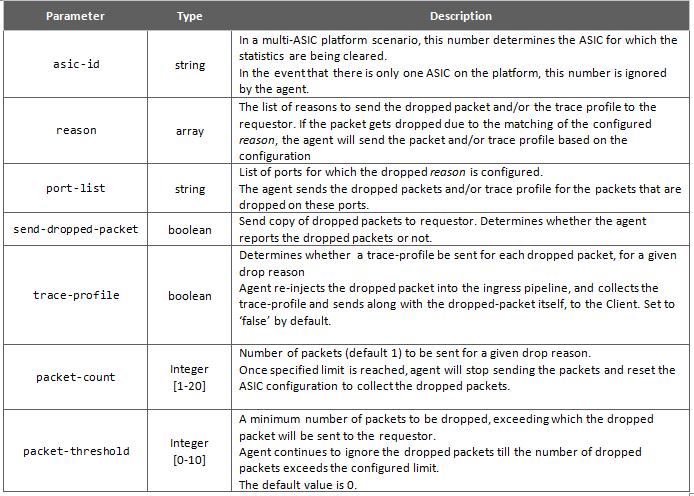 Parameter Type Description
asic-id string In a multi-ASIC platform scenario, this number determines the ASIC for which the
statistics are being cleared.
In the event that there is only one ASIC on the platform, this number is ignored
by the agent.
reason array The list of reasons to send the dropped packet and/or the trace profile to the
requestor. If the packet gets dropped due to the matching of the configured
reason, the agent will send the packet and/or trace profile based on the
configuration
port-list string List of ports for which the dropped reason is configured.
The agent sends the dropped packets and/or trace profile for the packets that are
dropped on these ports.
send-dropped-packet boolean Send copy of dropped packets to requestor. Determines whether the agent
reports the dropped packets or not.
trace-profile boolean Determines whether a trace-profile be sent for each dropped packet, for a given
drop reason
Agent re-injects the dropped packet into the ingress pipeline, and collects the
trace-profile and sends along with the dropped-packet itself, to the Client. Set to
‘false’ by default.
packet-count Integer
[1-20]
Number of packets (default 1) to be sent for a given drop reason.
Once specified limit is reached, agent will stop sending the packets and reset the
ASIC configuration to collect the dropped packets.
packet-threshold Integer
[0-10]
A minimum number of packets to be dropped, exceeding which the dropped
packet will be sent to the requestor.
Agent continues to ignore the dropped packets till the number of dropped
packets exceeds the configured limit.
The default value is 0.